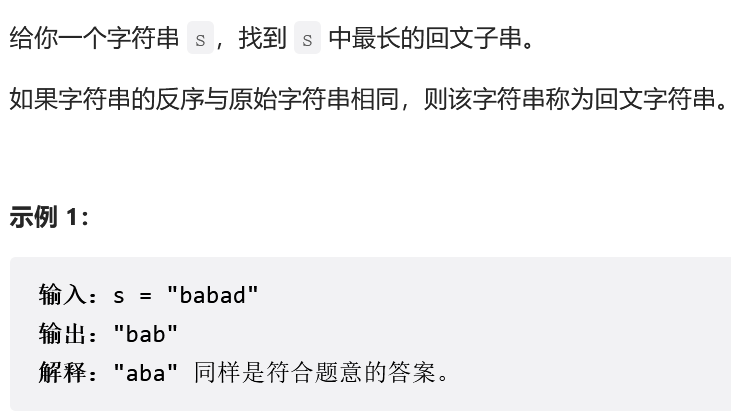 给你一个字符串 s，找到 s 中最长的回文子串。
如果字符串的反序与原始字符串相同，则该字符串称为回文字符串。
示例 1：
输入：s = "babad"
输出："bab"
解释："aba" 同样是符合题意的答案。